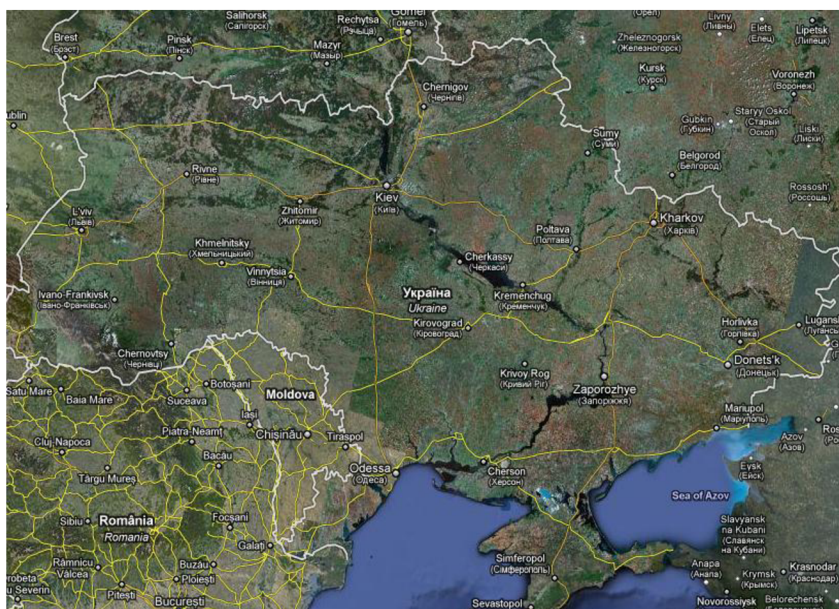 Salihorsk
(Салігорск)
Rechytsa
(Рэчыца)
Gomel
(Гомель)
(Орел)
Livny
(Ливны)
Elets
(Елец)
Lipetsk
(Липецк)
Brest
(Брэст)
Pinsk
(Пінск)
Mazyr
(Мазыр)
Zheleznogorsk
(Железногорск)
Kursk
(Курск)
Voronezh
(Воронеж)
Chernigov
(Чернігів)
Gubkin
(Губкин)
Staryy Oskol
(Старый
Оскол)
Liski
(Лиски)
Sumy
(Суми)
Belgorod
(Белгород)
Rossosh'
(Россошь)
Rivne
(Рівне)
Kiev
(Київ)
L'viv
(Львів)
Zhitomir
(Житомир)
Poltava
(Полтава)
Kharkov
(Харків)
Khmelnitsky
(Хмельницький)
Vinnytsia
(Вінниця)
Cherkassy
(Черкаси)
Ivano-Frankivsk
(Івано-Франківськ)
Україна
Ukraine
Kremenchug
(Кременчук)
Kirovograd
(Кіровоград)
Horlivka
(Горлівка)
Lugansk
Chernovtsy
(Чернівці)
Krivoy Rog
(Кривий Ріг)
Donets'k
(Донецьк)
Zaporozhye
(Запоріжжя)
Satu Mare
Baia Mare
Botoșani
Suceava
Moldova
Mariupol
(Маріуполь)
Iași
Cluj-Napoca
Piatra-Neamț
Chișinău
Tiraspol
Azov
(Азов)
Bacău
Târgu Mureș
Odessa
(Одеса)
Cherson
(Херсон)
Eysk
(Ейск)
Sea of Azov
Sibiu
România
Romania
Focșani
Slavyansk
na Kubani
(Славянск
на Кубани)
Galați
Râmnicu
Vâlcea
Buzău
Ploiești
Simferopol
(Сімферополь)
Anapa
(Анапа)
Krymsk
(Крымск)
Krasnodar
(Краснодар)
Drobeta
Turnu Severin
Pitești
București
Sevastopol
Novorossiysk
Belorechensk